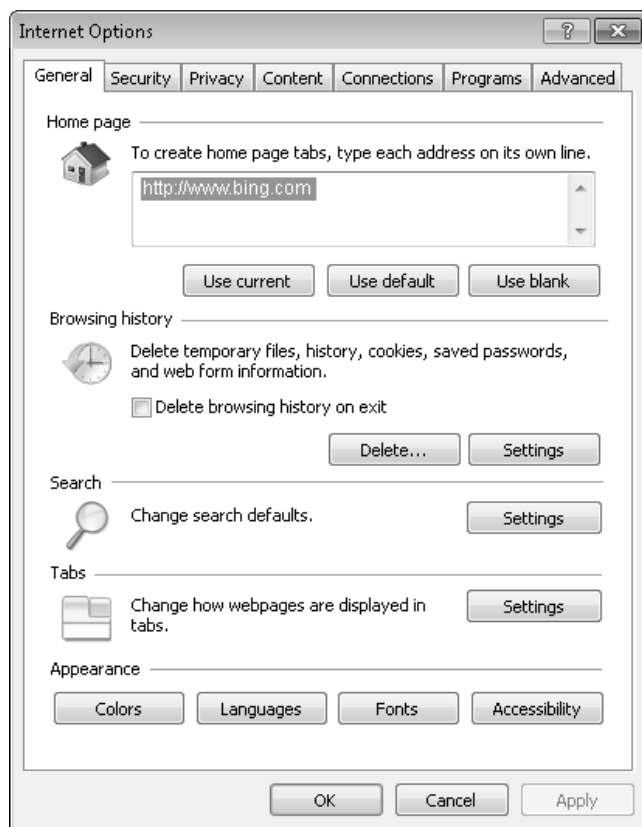 Internet Options
General Security Privacy Content Connections Programs Advanced
Home page
To create home page tabs, type each address on its own line.
http://www.bing.com
Use current Use default Use blank
Browsing history
Delete temporary files, history, cookies, saved passwords,
and web form information.
Delete browsing history on exit
Delete... Settings
Search
Change search defaults. Settings
Tabs
Change how webpages are displayed in
tabs.
Settings
Appearance
Colors Languages Fonts Accessibility
OK Cancel Apply